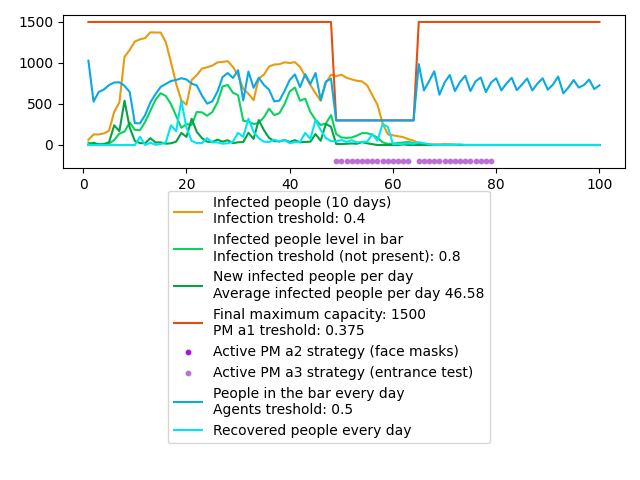 1500
1000
500
0
0
20
40
60
80
100
Infected people (10 days)
Infection treshold: 0.4
Infected people level in bar
Infection treshold (not present): 0.8
New infected people per day
Average infected people per day 46.58
Final maximum capacity: 1500
PM a1 treshold: 0.375
Active PM a2 strategy (face masks)
Active PM a3 strategy (entrance test)
People in the bar every day
Agents treshold: 0.5
Recovered people every day